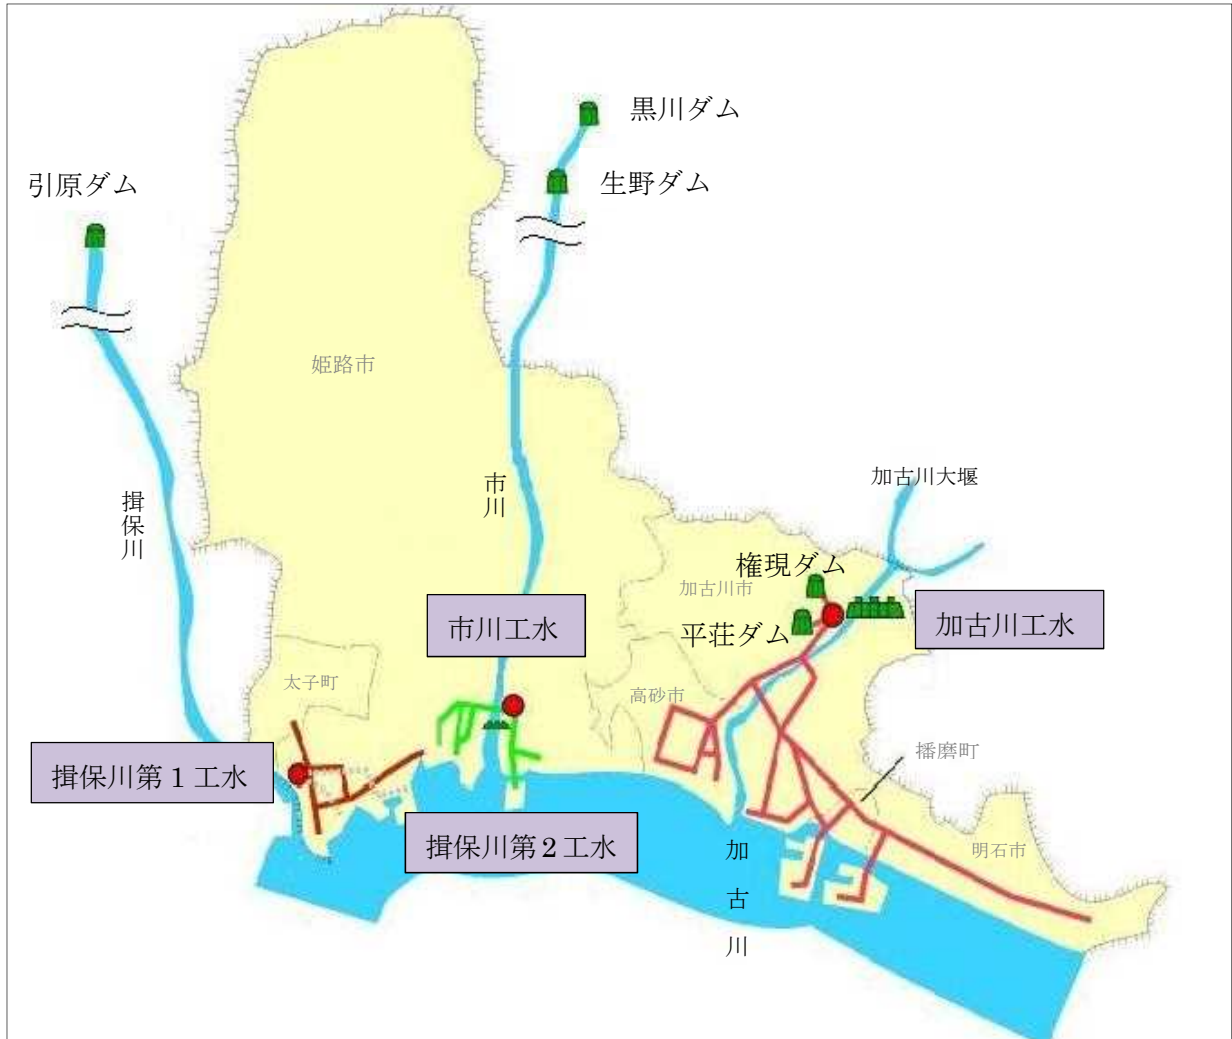 黒川ダム
生野ダム
引原ダム
姫路市
市川
揖保川
加古川大堰
権現ダム
加古川市
市川工水
加古川工水
平荘ダム
太子町
高砂市
播磨町
揖保川第1工水
揖保川第2工水
加古川
明石市